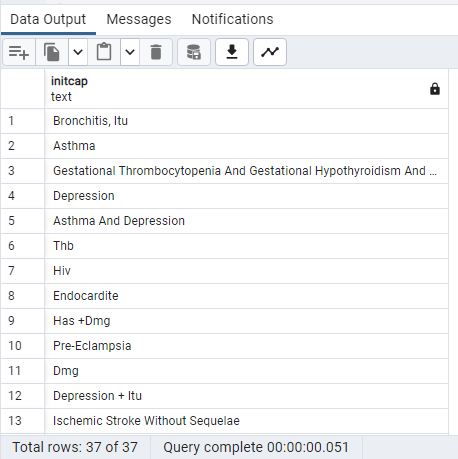 Data Output Messages Notifications
initcap
text
1 Bronchitis, Itu
2 Asthma
3 Gestational Thrombocytopenia And Gestational Hypothyroidism And ...
4 Depression
5 Asthma And Depression
6 Thb
7 Hiv
8 Endocardite
9 Has +Dmg
10 Pre-Eclampsia
11 Dmg
12 Depression + Itu
13 Ischemic Stroke Without Sequelae
Total rows: 37 of 37 Query complete 00:00:00.051